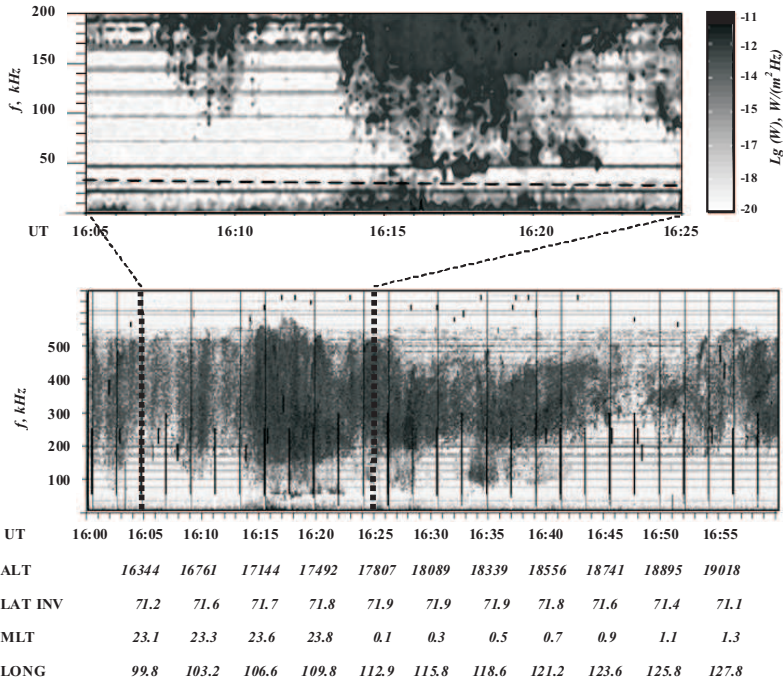 200
150
100
50
f, kHz
-11
-12
-14
-15
-17
-18
-20
Lg (W), W/(m² Hz)
UT 16:05 16:10 16:15 16:20 16:25
500
400
300
200
100
f, kHz
UT 16:00 16:05 16:10 16:15 16:20 16:25 16:30 16:35 16:40 16:45 16:50 16:55
ALT 16344 16761 17144 17492 17807 18089 18339 18556 18741 18895 19018
LAT INV 71.2 71.6 71.7 71.8 71.9 71.9 71.9 71.8 71.6 71.4 71.1
MLT 23.1 23.3 23.6 23.8 0.1 0.3 0.5 0.7 0.9 1.1 1.3
LONG 99.8 103.2 106.6 109.8 112.9 115.8 118.6 121.2 123.6 125.8 127.8